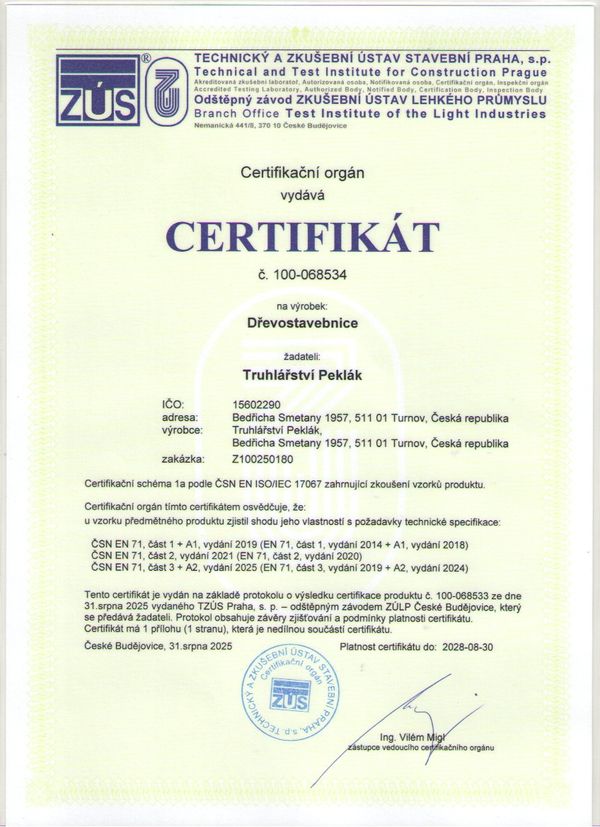 ZÚS®
TECHNICKÝ A ZKUŠEBNÍ ÚSTAV STAVEBNÍ PRAHA, s.p.
Technical and Test Institute for Construction Prague
Akreditovaná zkušební laboratoř, Autorizovaná osoba, Notifikovaná osoba, Certifikační orgán, Inspekční orgán
Accredited Testing Laboratory, Authorized Body, Notified Body, Certification Body, Inspection Body
Odštěpný závod ZKUŠEBNÍ ÚSTAV LEHKÉHO PRŮMYSLU
Branch Office Test Institute of the Light Industries
Nemanická 441/8, 370 10 České Budějovice
Certifikační orgán
vydává
CERTIFIKÁT
č. 100-068534
na výrobek:
Dřevostavebnice
žadateli:
Truhlářství Peklák
IČO: 15602290
adresa: Bedřicha Smetany 1957, 511 01 Turnov, Česká republika
výrobce: Truhlářství Peklák,
Bedřicha Smetany 1957, 511 01 Turnov, Česká republika
zakázka: Z100250180
Certifikační schéma 1a podle ČSN EN ISO/IEC 17067 zahrnující zkoušení vzorků produktu.
Certifikační orgán tímto certifikátem osvědčuje, že:
u vzorku předmětného produktu zjistil shodu jeho vlastností s požadavky technické specifikace:
ČSN EN 71, část 1 + A1, vydání 2019 (EN 71, část 1, vydání 2014 + A1, vydání 2018)
ČSN EN 71, část 2, vydání 2021 (EN 71, část 2, vydání 2020)
ČSN EN 71, část 3 + A2, vydání 2025 (EN 71, část 3, vydání 2019 + A2, vydání 2024)
Tento certifikát je vydán na základě protokolu o výsledku certifikace produktu č. 100-068533 ze dne
31.srpna 2025 vydaného TZÚS Praha, s. p. – odštěpným závodem ZÚLP České Budějovice, který
se předává žadateli. Protokol obsahuje závěry zjišťování a podmínky platnosti certifikátu.
Certifikát má 1 přílohu (1 stranu), která je nedílnou součástí certifikátu.
České Budějovice, 31.srpna 2025 Platnost certifikátu do: 2028-08-30
TECHNICKÝ A ZKUŠEBNÍ ÚSTAV STAVEBNÍ PRAHA, s.p.
Certifikační orgán
ZÚS
Ing. Vilém Migl
zástupce vedoucího certifikačního orgánu